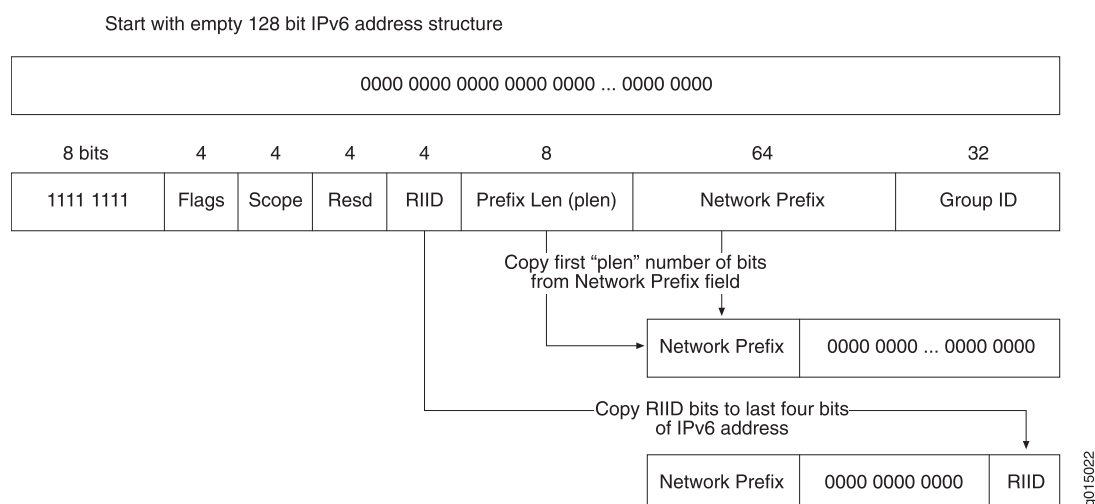 Start with empty 128 bit IPv6 address structure
0000 0000 0000 0000 0000 ... 0000 0000
8 bits 4 4 4 4 8 64 32
1111 1111 Flags Scope Resd RIID Prefix Len (plen) Network Prefix Group ID
Copy first “plen” number of bits
from Network Prefix field
Network Prefix 0000 0000 ... 0000 0000
Copy RIID bits to last four bits
of IPv6 address
Network Prefix 0000 0000 0000 RIID
g015022